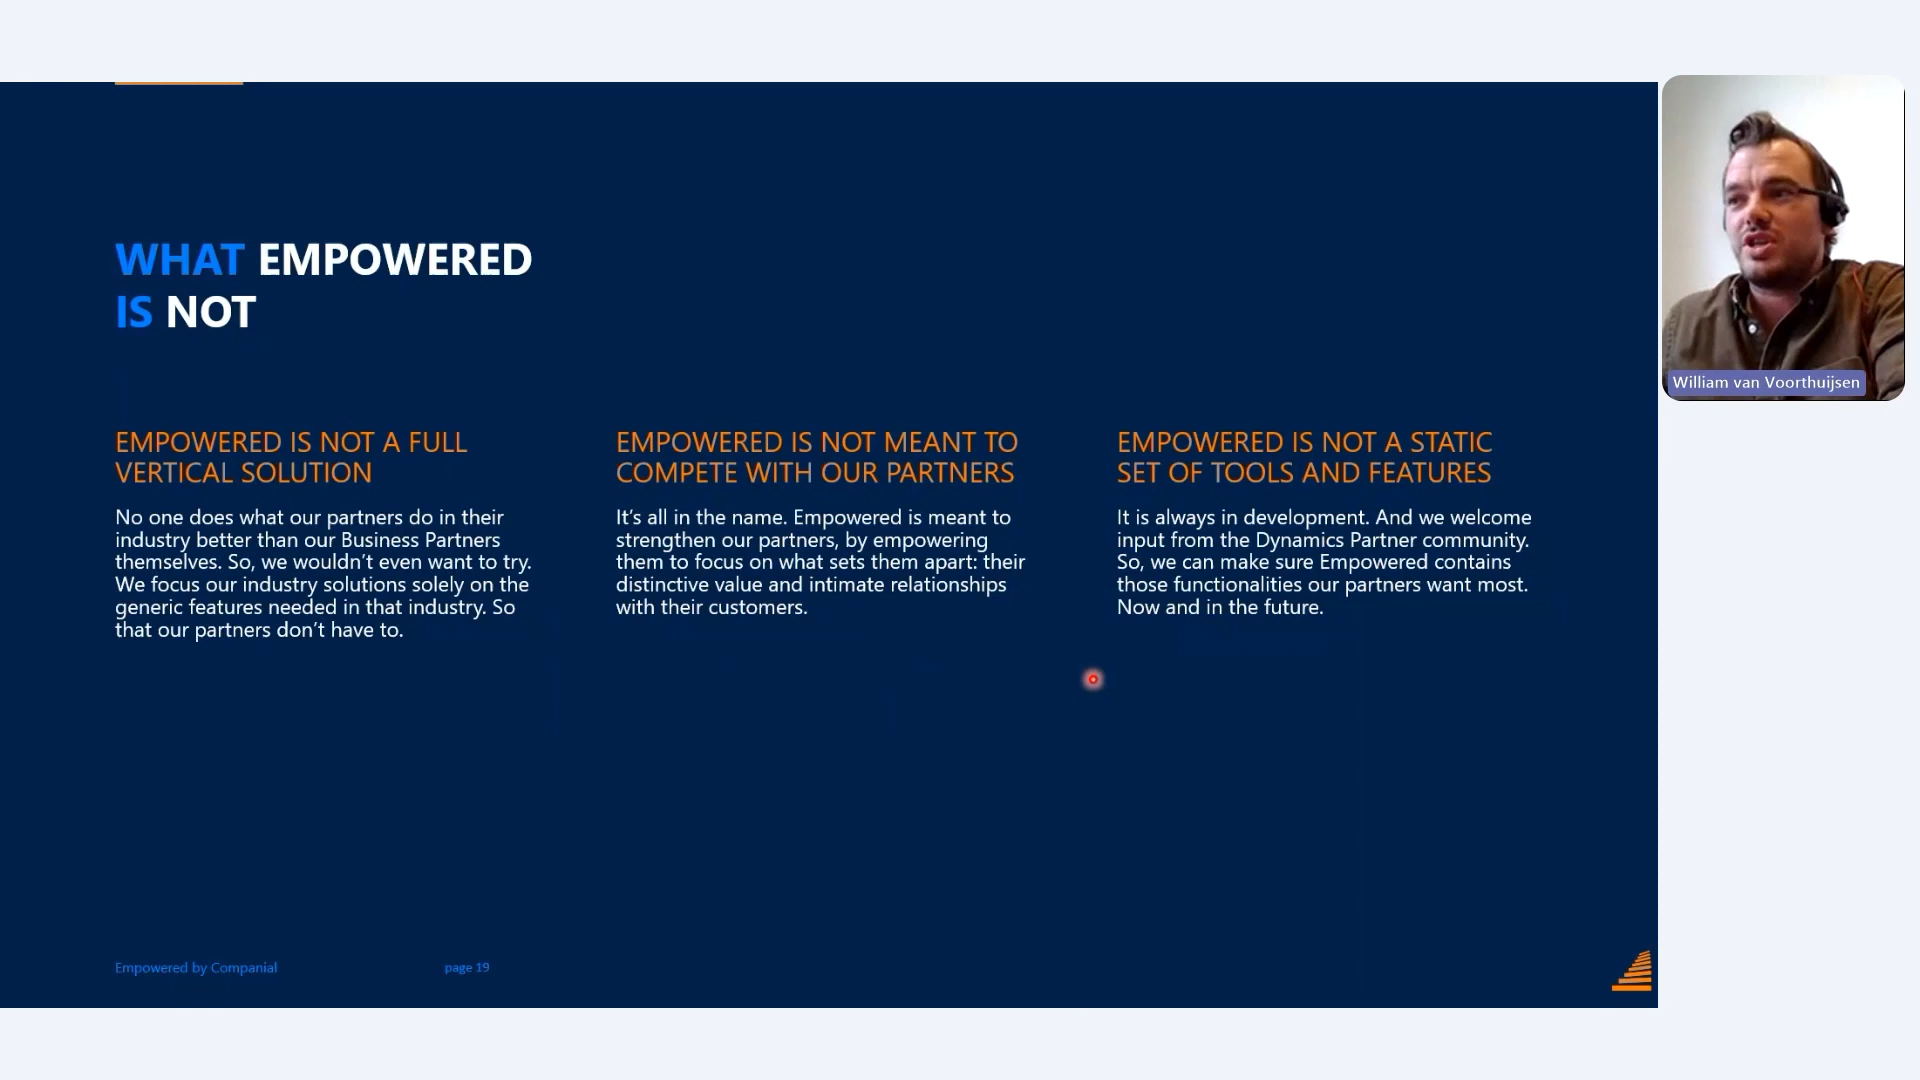 WHAT EMPOWERED
IS NOT
EMPOWERED IS NOT A FULL
VERTICAL SOLUTION
No one does what our partners do in their
industry better than our Business Partners
themselves. So, we wouldn’t even want to try.
We focus our industry solutions solely on the
generic features needed in that industry. So
that our partners don’t have to.
EMPOWERED IS NOT MEANT TO
COMPETE WITH OUR PARTNERS
It’s all in the name. Empowered is meant to
strengthen our partners, by empowering
them to focus on what sets them apart: their
distinctive value and intimate relationships
with their customers.
EMPOWERED IS NOT A STATIC
SET OF TOOLS AND FEATURES
It is always in development. And we welcome
input from the Dynamics Partner community.
So, we can make sure Empowered contains
those functionalities our partners want most.
Now and in the future.
William van Voorthuijsen
Empowered by Companial
page 19